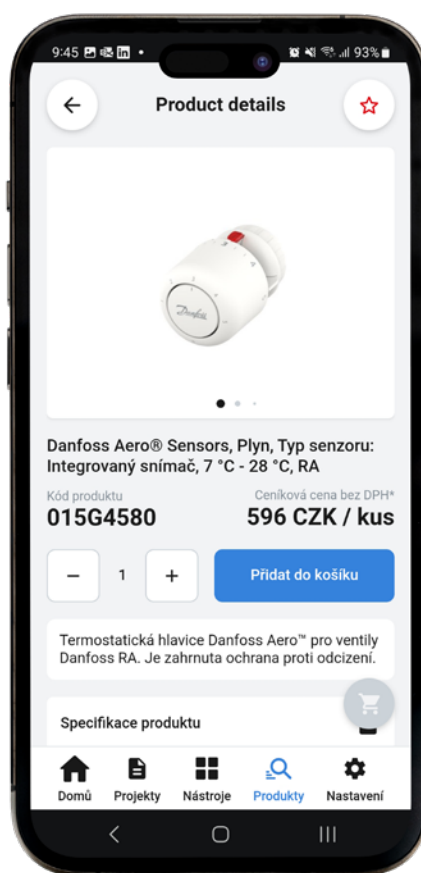 9:45
93%
Product details
Danfoss
Danfoss Aero® Sensors, Plyn, Typ senzoru:
Integrovaný snímač, 7 °C - 28 °C, RA
Kód produktu
Ceníková cena bez DPH*
015G4580
596 CZK / kus
1
Přidat do košíku
Termostatická hlavice Danfoss Aero™ pro ventily
Danfoss RA. Je zahrnuta ochrana proti odcizení.
Specifikace produktu
Domů
Projekty
Nástroje
Produkty
Nastavení